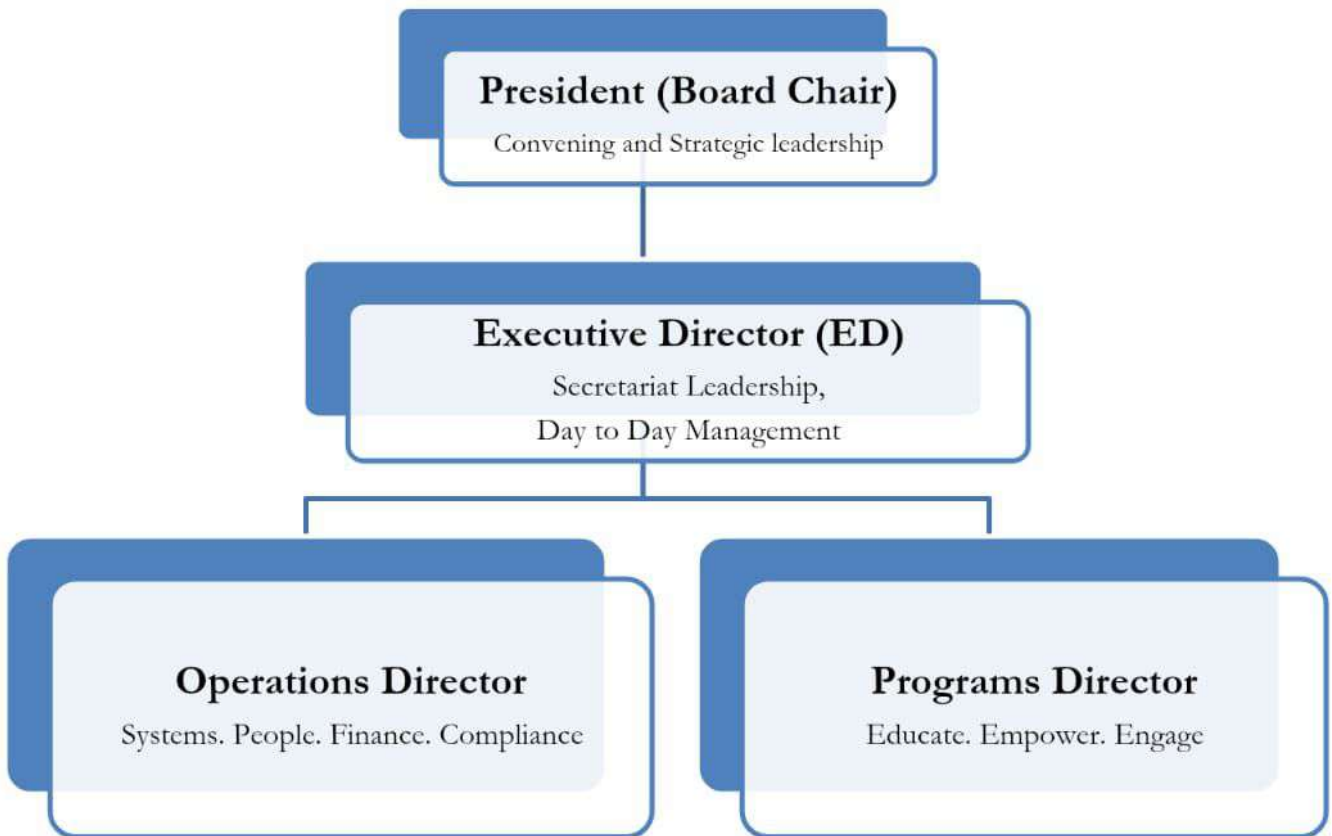 President (Board Chair)
Convening and Strategic leadership
Executive Director (ED)
Secretariat Leadership,
Day to Day Management
Operations Director
Systems. People. Finance. Compliance
Programs Director
Educate. Empower. Engage